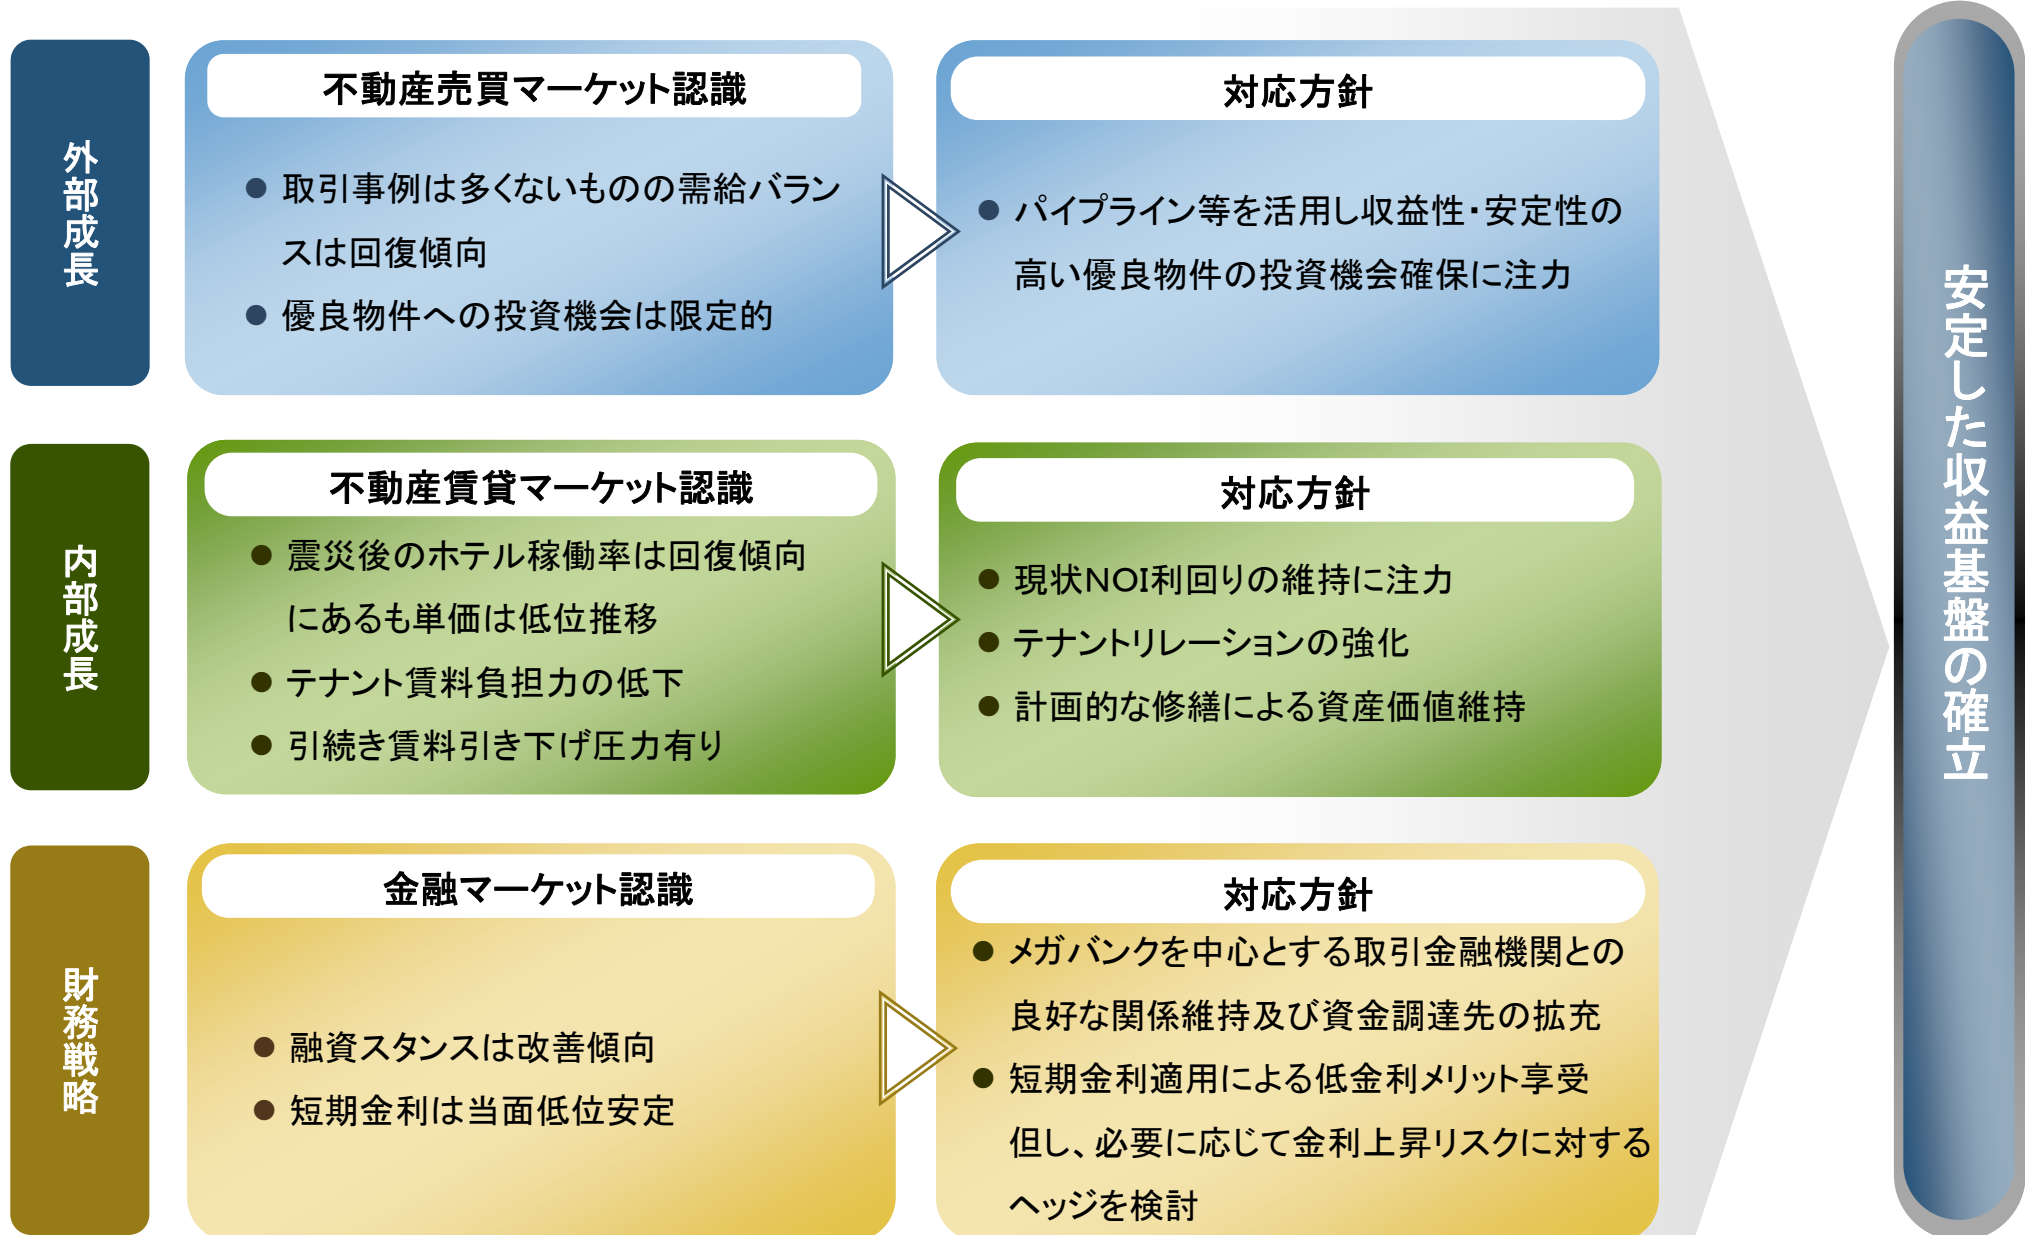 外部成長
不動産売買マーケット認識
● 取引事例は多くないものの需給バラン
スは回復傾向
● 優良物件への投資機会は限定的
対応方針
● パイプライン等を活用し収益性・安定性の
高い優良物件の投資機会確保に注力
内部成長
不動産賃貸マーケット認識
● 震災後のホテル稼働率は回復傾向
にあるも単価は低位推移
● テナント賃料負担力の低下
● 引続き賃料引き下げ圧力有り
対応方針
● 現状NOI利回りの維持に注力
● テナントリレーションの強化
● 計画的な修繕による資産価値維持
財務戦略
金融マーケット認識
● 融資スタンスは改善傾向
● 短期金利は当面低位安定
対応方針
● メガバンクを中心とする取引金融機関との
良好な関係維持及び資金調達先の拡充
● 短期金利適用による低金利メリット享受
但し、必要に応じて金利上昇リスクに対する
ヘッジを検討
安定した収益基盤の確立